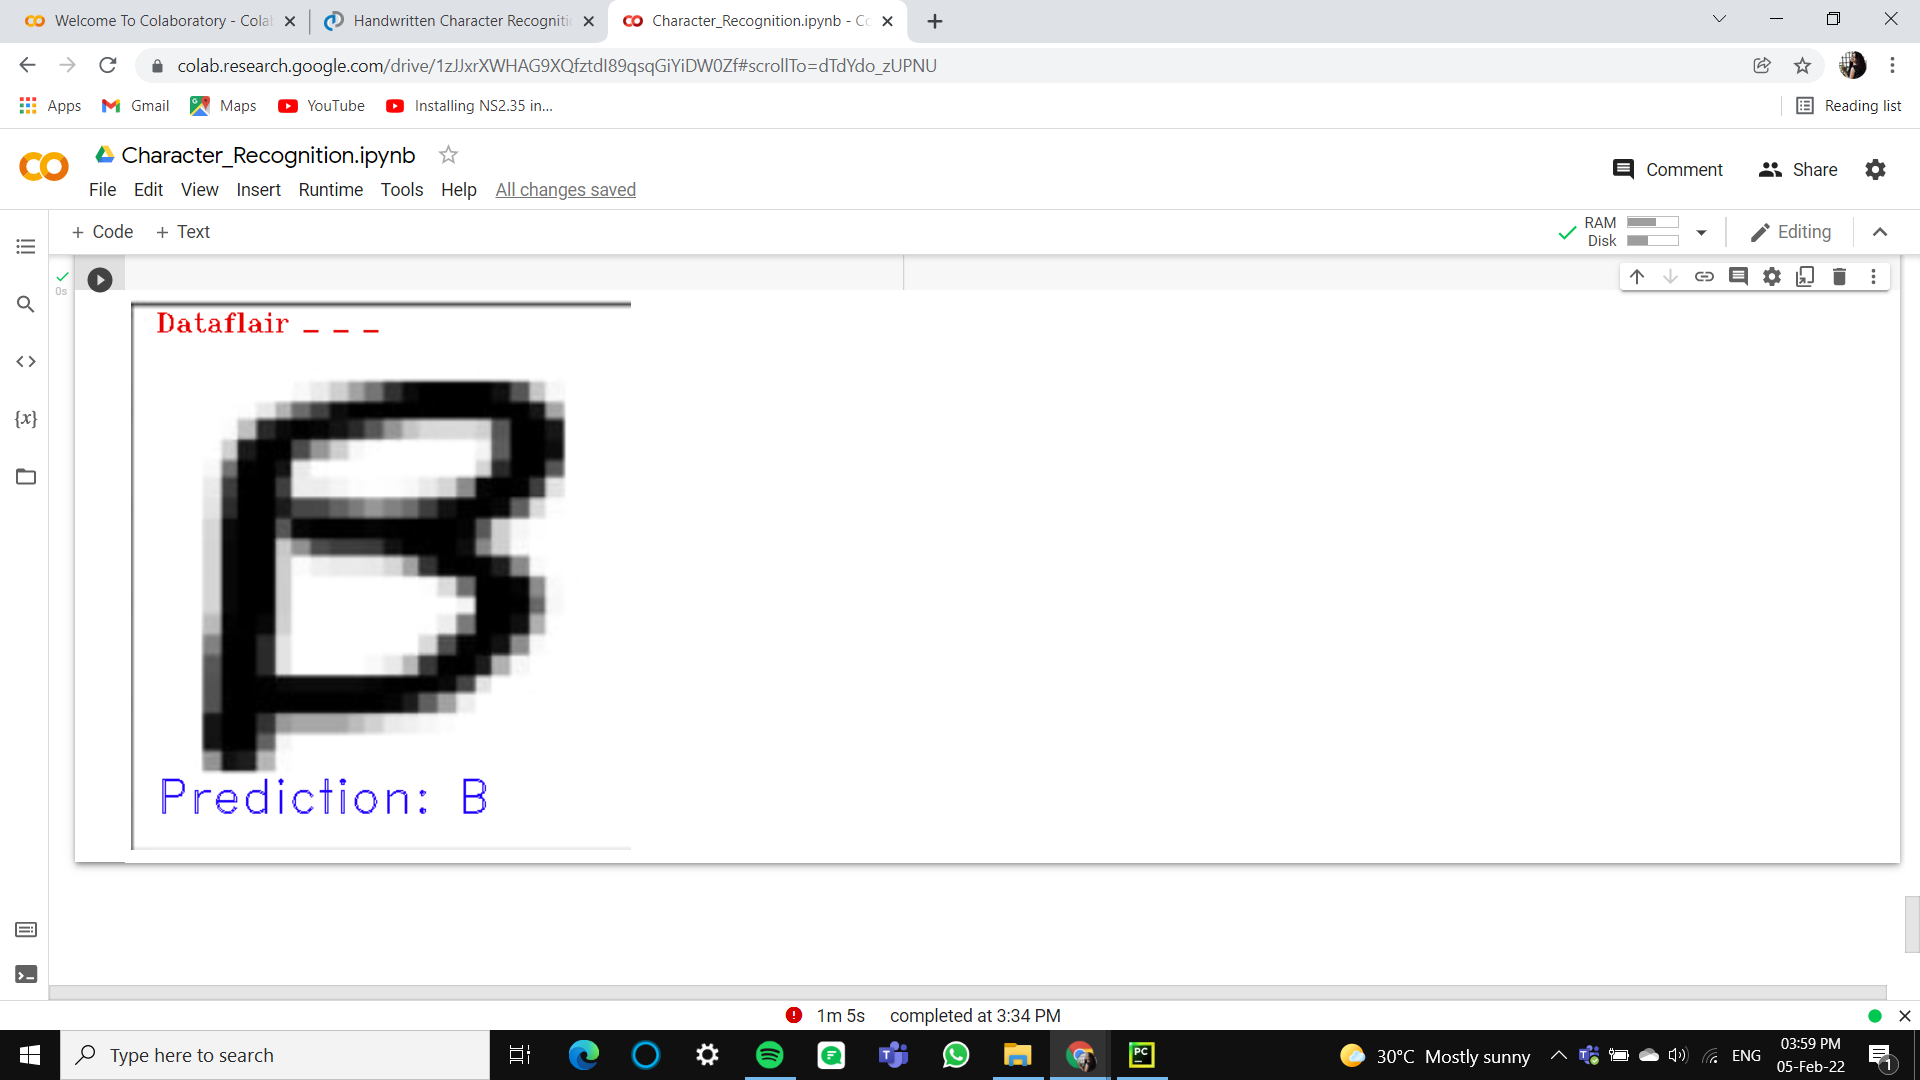 Welcome To Colaboratory - Cola
Handwritten Character Recogniti
Character_Recognition.ipynb - Co
colab.research.google.com/drive/1zJJxrXWHAG9XQfztdI89qsqGiYiDW0Zf#scrollTo=dTdYdo_zUPNU
Apps Gmail Maps YouTube Installing NS2.35 in... Reading list
Character_Recognition.ipynb
File Edit View Insert Runtime Tools Help All changes saved
Comment Share
+ Code + Text
RAM
Disk
Editing
0s
{x}
Dataflair _ _ _
B
Prediction: B
1m 5s completed at 3:34 PM
Type here to search
PC
30°C Mostly sunny
ENG
03:59 PM
05-Feb-22
1